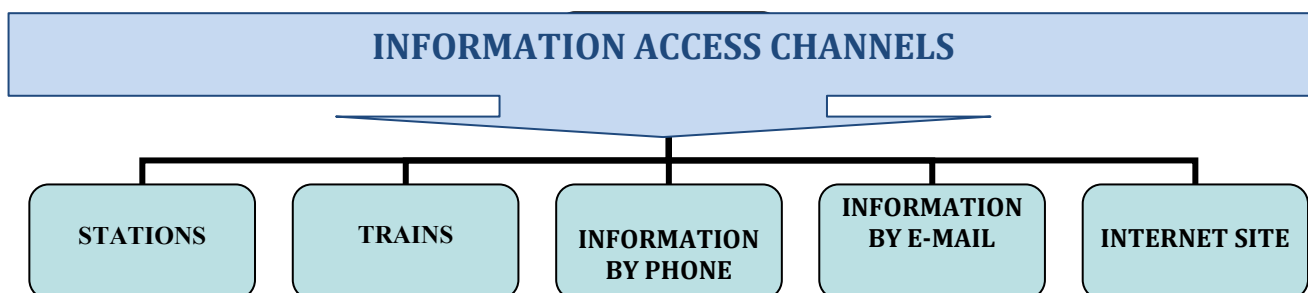 INFORMATION ACCESS CHANNELS
STATIONS
TRAINS
INFORMATION
BY PHONE
INFORMATION
BY E-MAIL
INTERNET SITE